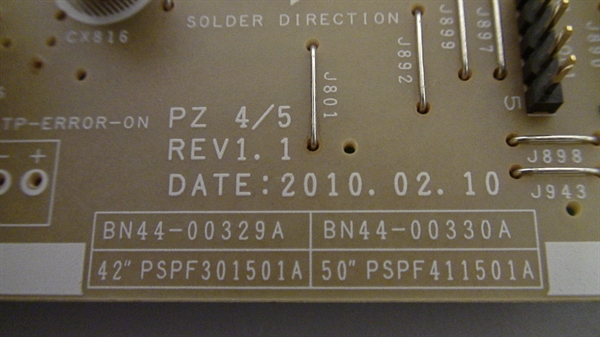 SOLDER DIRECTION
CX816
J801
J892
J899
J897
5
TP-ERROR-ON
PZ 4/5
REV1.1
DATE:2010.02.10
J898
J943
- +
BN44-00329A BN44-00330A
42" PSPF301501A 50" PSPF411501A